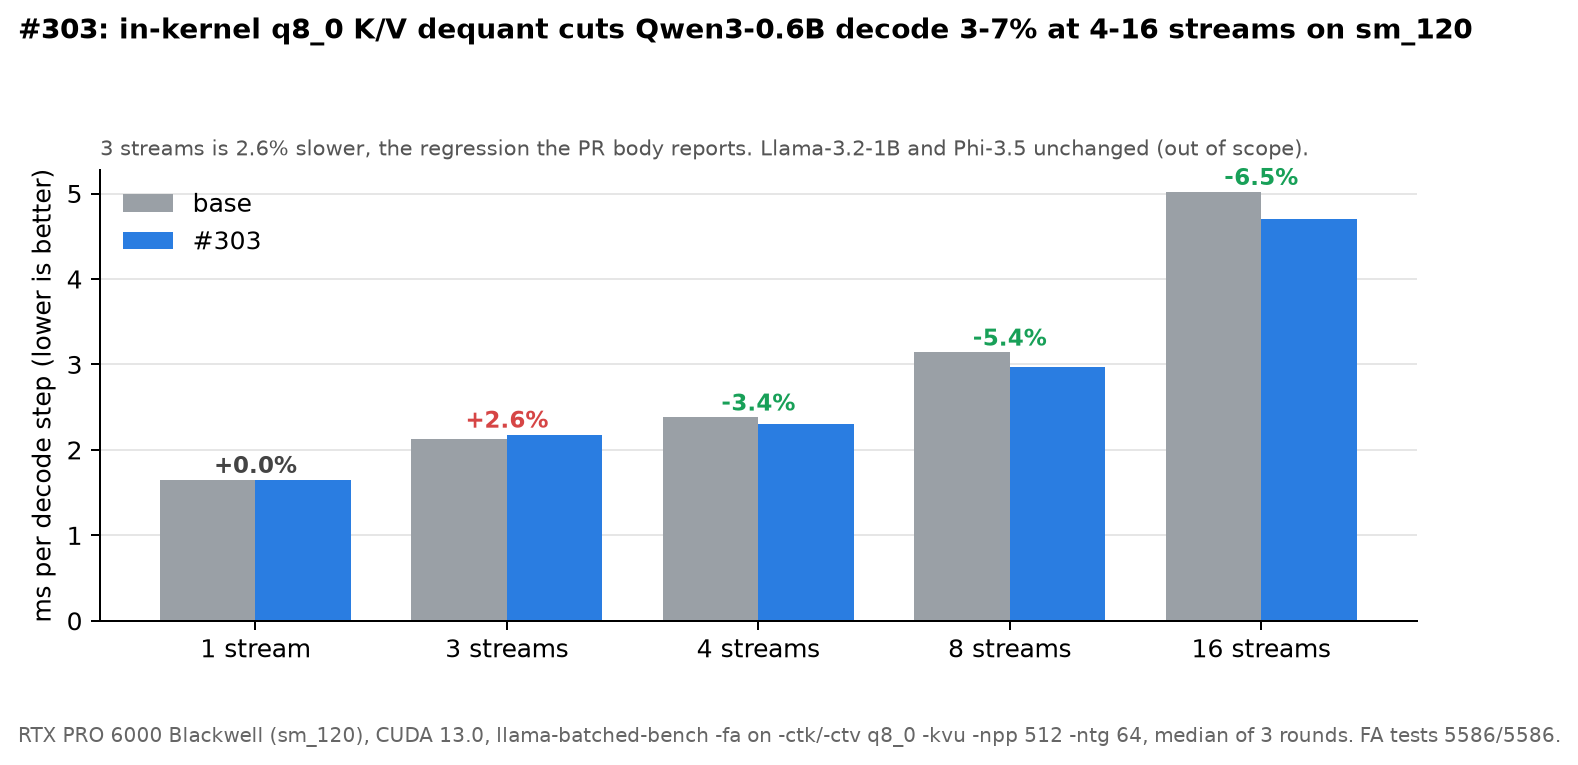 #303: in-kernel q8_0 K/V dequant cuts Qwen3-0.6B decode 3-7% at 4-16 streams on sm_120
3 streams is 2.6% slower, the regression the PR body reports. Llama-3.2-1B and Phi-3.5 unchanged (out of scope).
ms per decode step (lower is better)
5
4
3
2
1
0
base
#303
+0.0%
+2.6%
-3.4%
-5.4%
-6.5%
1 stream
3 streams
4 streams
8 streams
16 streams
RTX PRO 6000 Blackwell (sm_120), CUDA 13.0, llama-batched-bench -fa on -ctk/-ctv q8_0 -kvu -npp 512 -ntg 64, median of 3 rounds. FA tests 5586/5586.